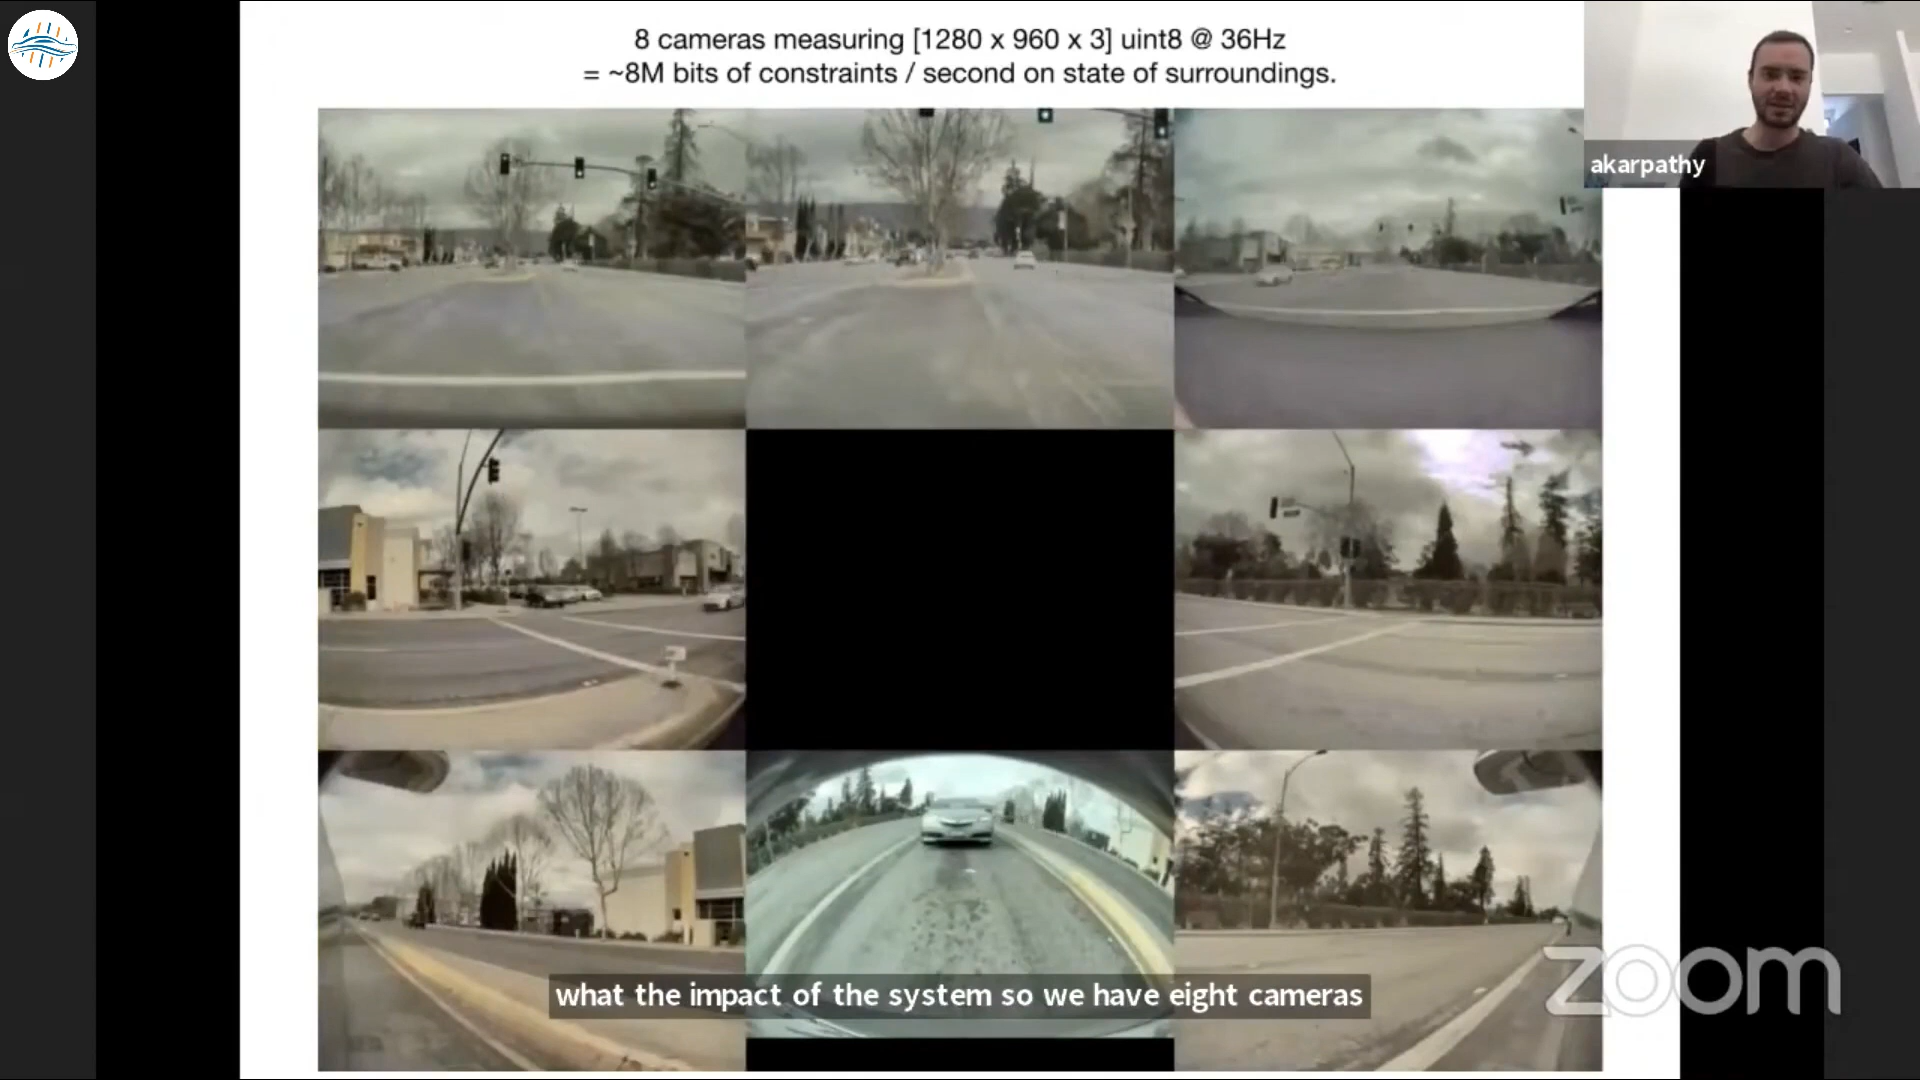 8 cameras measuring [1280 x 960 x 3] uint8 @ 36Hz
= ~8M bits of constraints / second on state of surroundings.
akarpathy
what the impact of the system so we have eight cameras
zoom